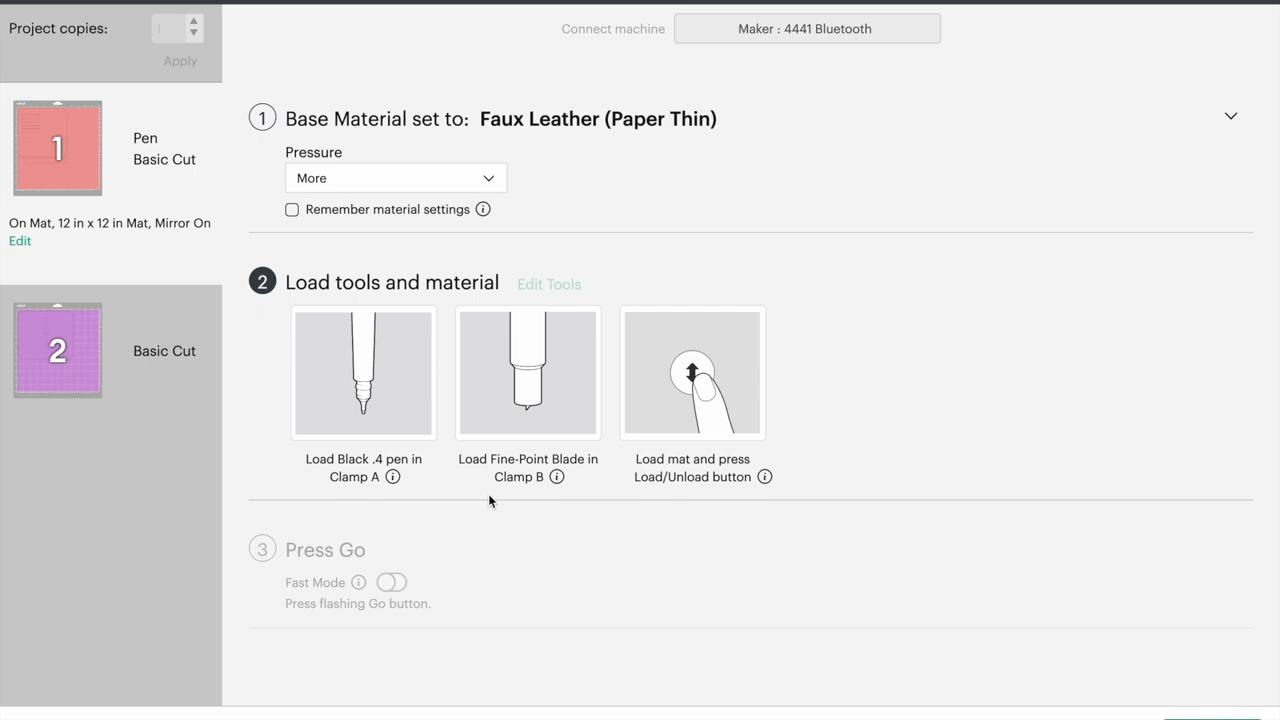 Project copies:
1
Apply
Connect machine
Maker : 4441 Bluetooth
1
Pen
Basic Cut
On Mat, 12 in x 12 in Mat, Mirror On
Edit
2
Basic Cut
1 Base Material set to: Faux Leather (Paper Thin)
Pressure
More
Remember material settings
2 Load tools and material Edit Tools
Load Black .4 pen in
Clamp A
Load Fine-Point Blade in
Clamp B
Load mat and press
Load/Unload button
3 Press Go
Fast Mode
Press flashing Go button.